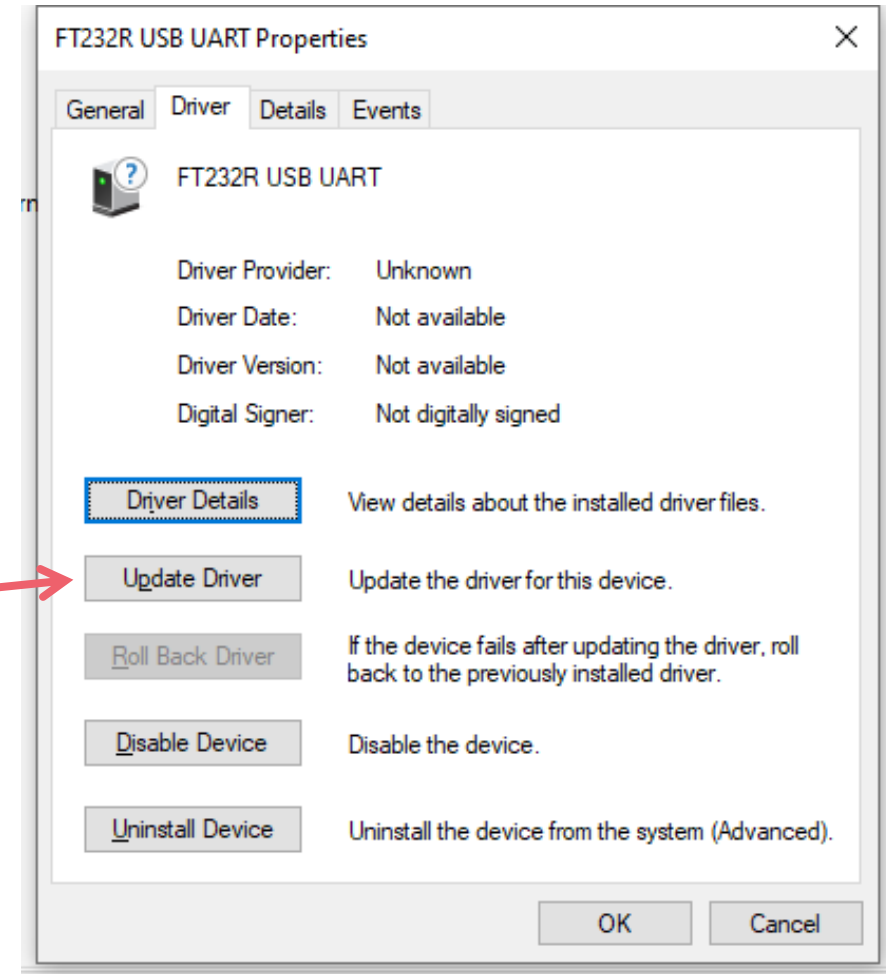 FT232R USB UART Properties
General Driver Details Events
FT232R USB UART
rn
Driver Provider: Unknown
Driver Date: Not available
Driver Version: Not available
Digital Signer: Not digitally signed
Driver Details View details about the installed driver files.
Update Driver Update the driver for this device.
Roll Back Driver If the device fails after updating the driver, roll
back to the previously installed driver.
Disable Device Disable the device.
Uninstall Device Uninstall the device from the system (Advanced).
OK Cancel